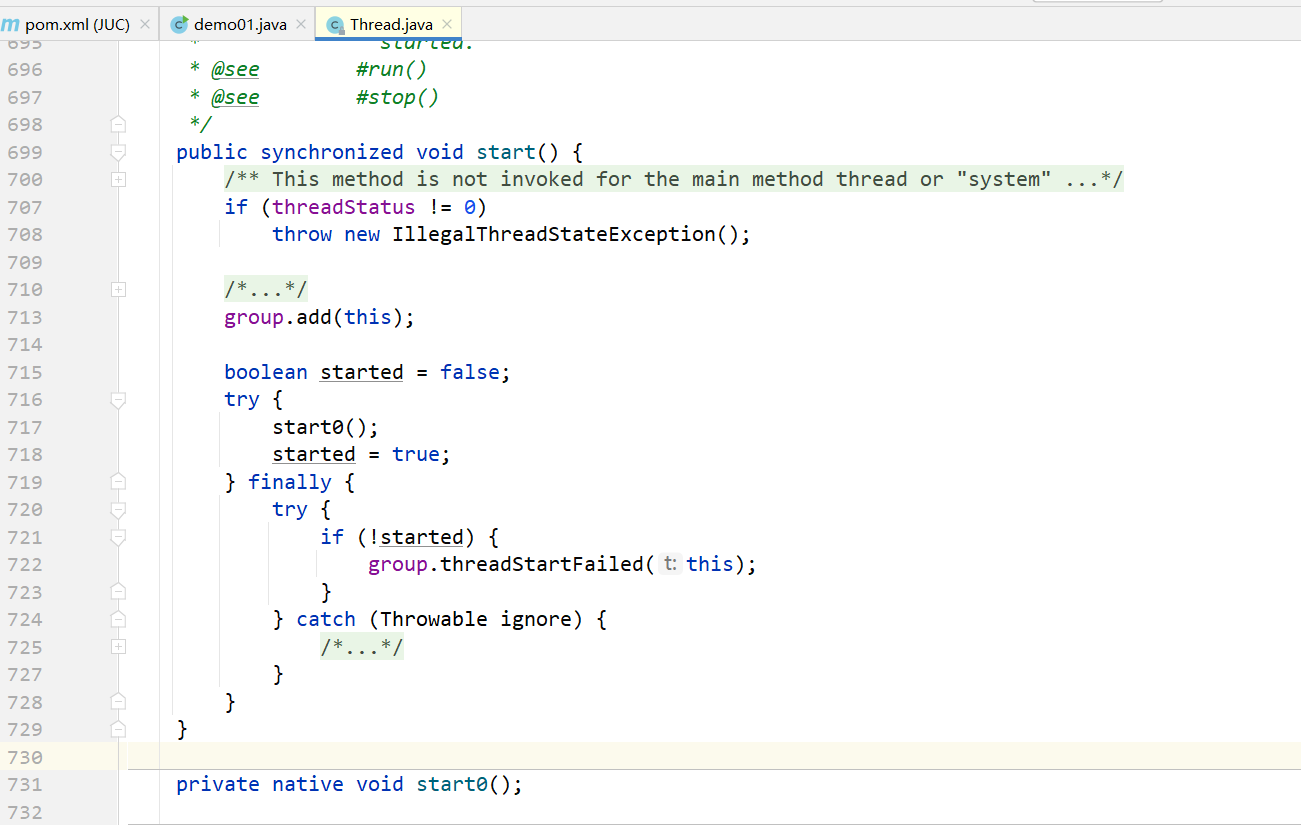 pom.xml (JUC) demo01.java Thread.java
695 * started.
696 * @see #run()
697 * @see #stop()
698 */
699 public synchronized void start() {
700 /** This method is not invoked for the main method thread or "system" ...*/
707 if (threadStatus != 0)
708 throw new IllegalThreadStateException();
709
710 /*...*/
713 group.add(this);
714
715 boolean started = false;
716 try {
717 start0();
718 started = true;
719 } finally {
720 try {
721 if (!started) {
722 group.threadStartFailed( t: this);
723 }
724 } catch (Throwable ignore) {
725 /*...*/
727 }
728 }
729 }
730
731 private native void start0();
732